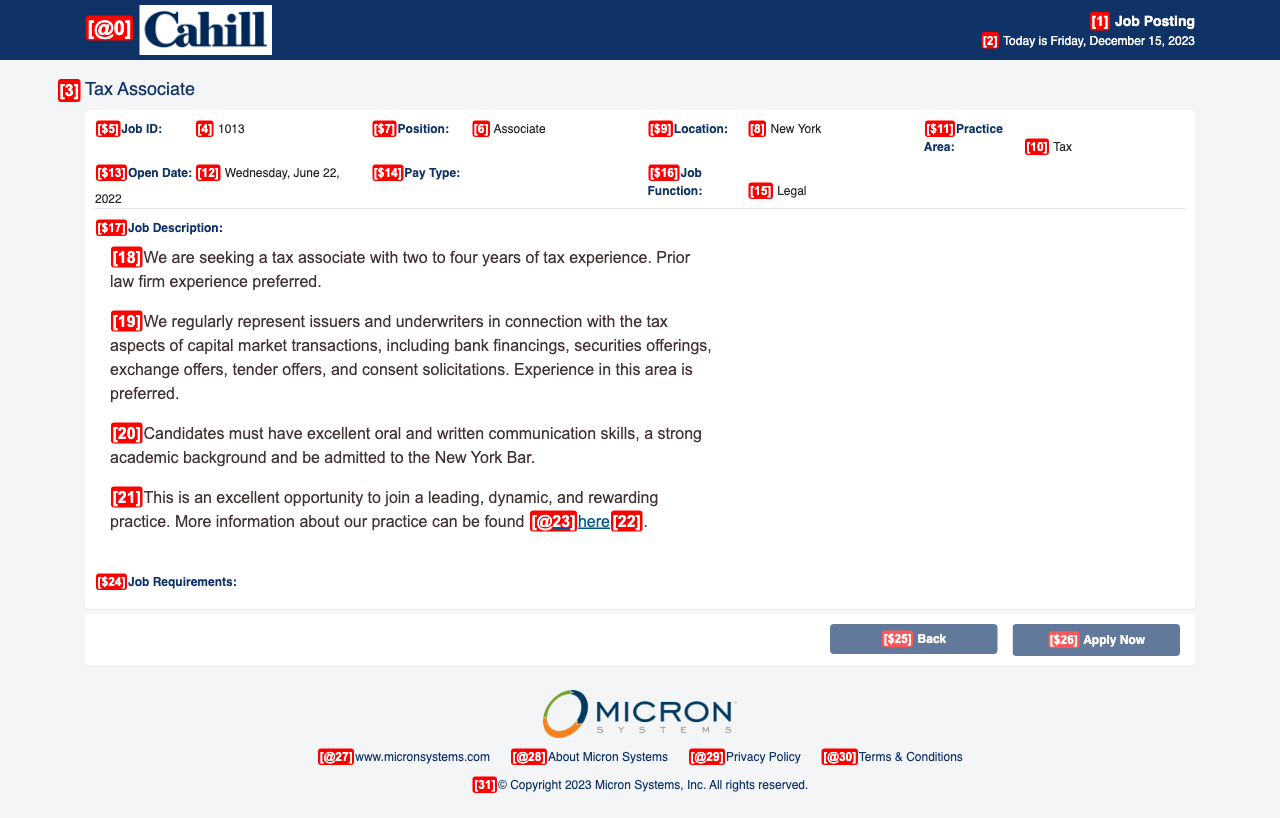 [@0] Cahill
[1] Job Posting
[2] Today is Friday, December 15, 2023
[3] Tax Associate
[$5] Job ID: [4] 1013 [$7] Position: [6] Associate [$9] Location: [8] New York [$11] Practice
Area: [10] Tax
[$13] Open Date: [12] Wednesday, June 22,
2022
[$14] Pay Type:
[$16] Job
Function: [15] Legal
[$17] Job Description:
[18] We are seeking a tax associate with two to four years of tax experience. Prior
law firm experience preferred.
[19] We regularly represent issuers and underwriters in connection with the tax
aspects of capital market transactions, including bank financings, securities offerings,
exchange offers, tender offers, and consent solicitations. Experience in this area is
preferred.
[20] Candidates must have excellent oral and written communication skills, a strong
academic background and be admitted to the New York Bar.
[21] This is an excellent opportunity to join a leading, dynamic, and rewarding
practice. More information about our practice can be found [@23] here [22].
[$24] Job Requirements:
[$25] Back [$26] Apply Now
MICRON
SYSTEMS
[@27] www.micronsystems.com [@28] About Micron Systems [@29] Privacy Policy [@30] Terms & Conditions
[31] © Copyright 2023 Micron Systems, Inc. All rights reserved.